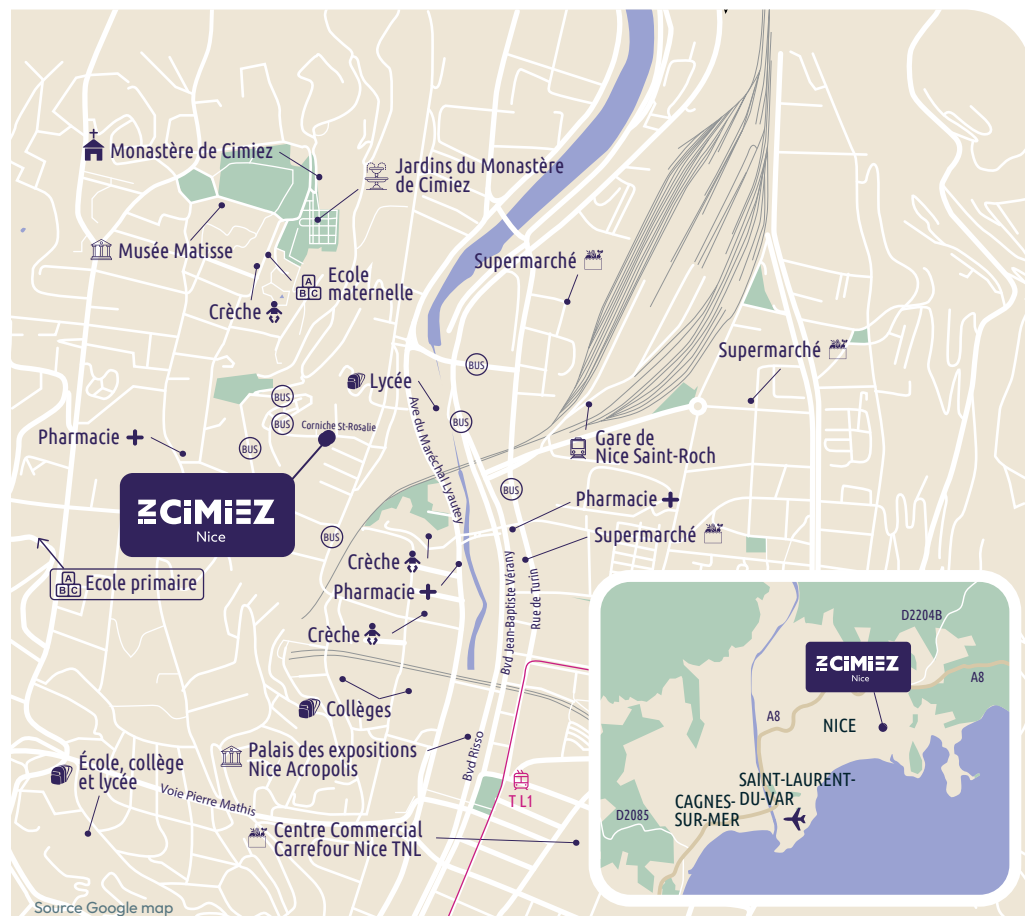 Monastère de Cimiez
Jardins du Monastère
de Cimiez
Musée Matisse
Ecole
maternelle
A
B C
Crèche
Supermarché
Supermarché
BUS
Lycée
BUS
BUS
BUS
Corniche St-Rosalie
BUS
Pharmacie
Ave du Maréchal Lyautey
Gare de
Nice Saint-Roch
CiMiEZ
Nice
BUS
Pharmacie
BUS
Supermarché
Crèche
A
B C
Ecole primaire
Pharmacie
Bvd Jean-Baptiste Vérany
Rue de Turin
Crèche
Collèges
Palais des expositions
Nice Acropolis
Bvd Risso
École, collège
et lycée
Voie Pierre Mathis
T L1
Centre Commercial
Carrefour Nice TNL
D2204B
CiMiEZ
Nice
A8
A8
NICE
SAINT-LAURENT-
DU-VAR
CAGNES-
SUR-MER
D2085
Source Google map